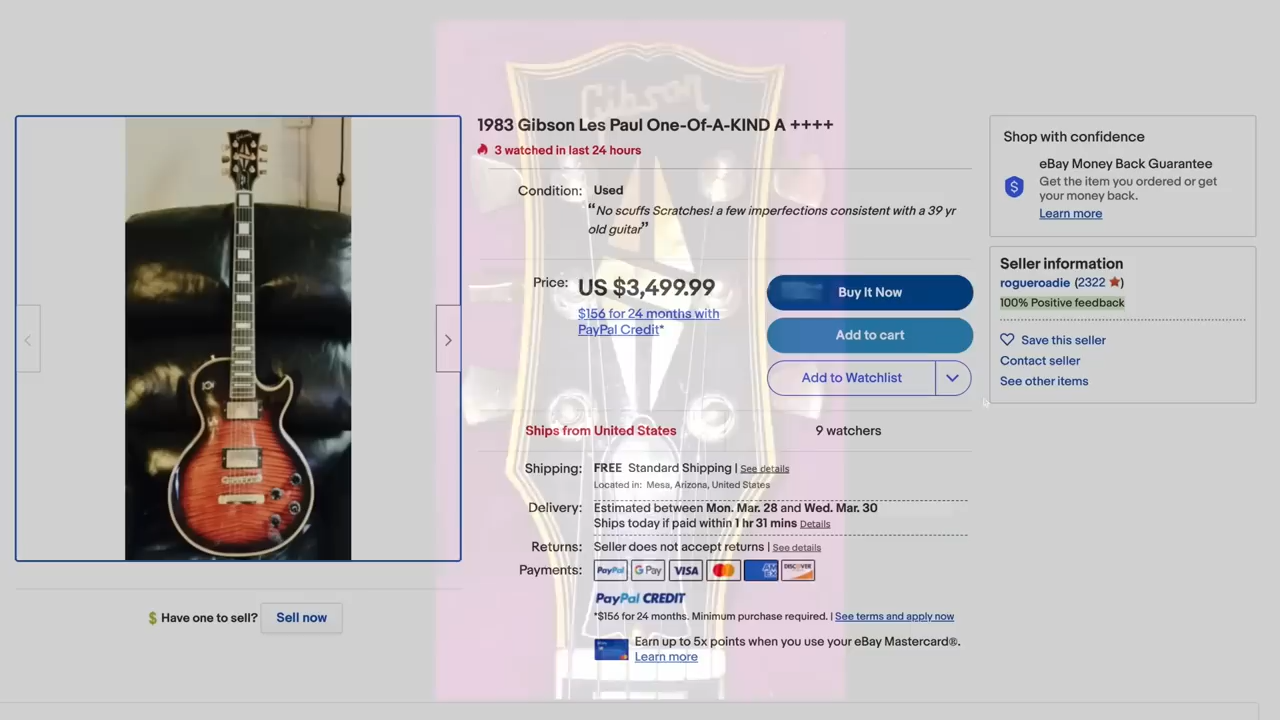 Gibson
1983 Gibson Les Paul One-Of-A-KIND A ++++
3 watched in last 24 hours
Condition: Used
“No scuffs Scratches! a few imperfections consistent with a 39 yr
old guitar”
Price: US $3,499.99
$156 for 24 months with
PayPal Credit*
Buy It Now
Add to cart
Add to Watchlist
Ships from United States
9 watchers
Shipping: FREE Standard Shipping | See details
Located in: Mesa, Arizona, United States
Delivery: Estimated between Mon. Mar. 28 and Wed. Mar. 30
Ships today if paid within 1 hr 31 mins Details
Returns: Seller does not accept returns | See details
Payments: PayPal G Pay VISA AM EX DISCOVER
PayPal CREDIT
*$156 for 24 months. Minimum purchase required. | See terms and apply now
Earn up to 5x points when you use your eBay Mastercard®.
Learn more
$ Have one to sell? Sell now
Shop with confidence
eBay Money Back Guarantee
$ Get the item you ordered or get
your money back.
Learn more
Seller information
rogueroadie (2322 ★)
100% Positive feedback
Save this seller
Contact seller
See other items